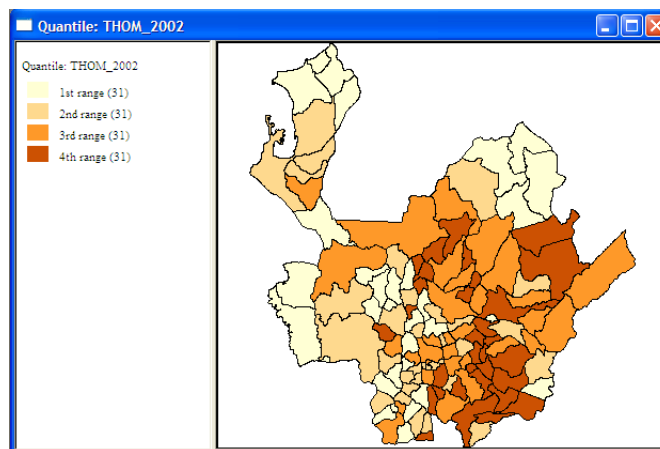 Quantile: THOM_2002
Quantile: THOM_2002
1st range (31)
2nd range (31)
3rd range (31)
4th range (31)